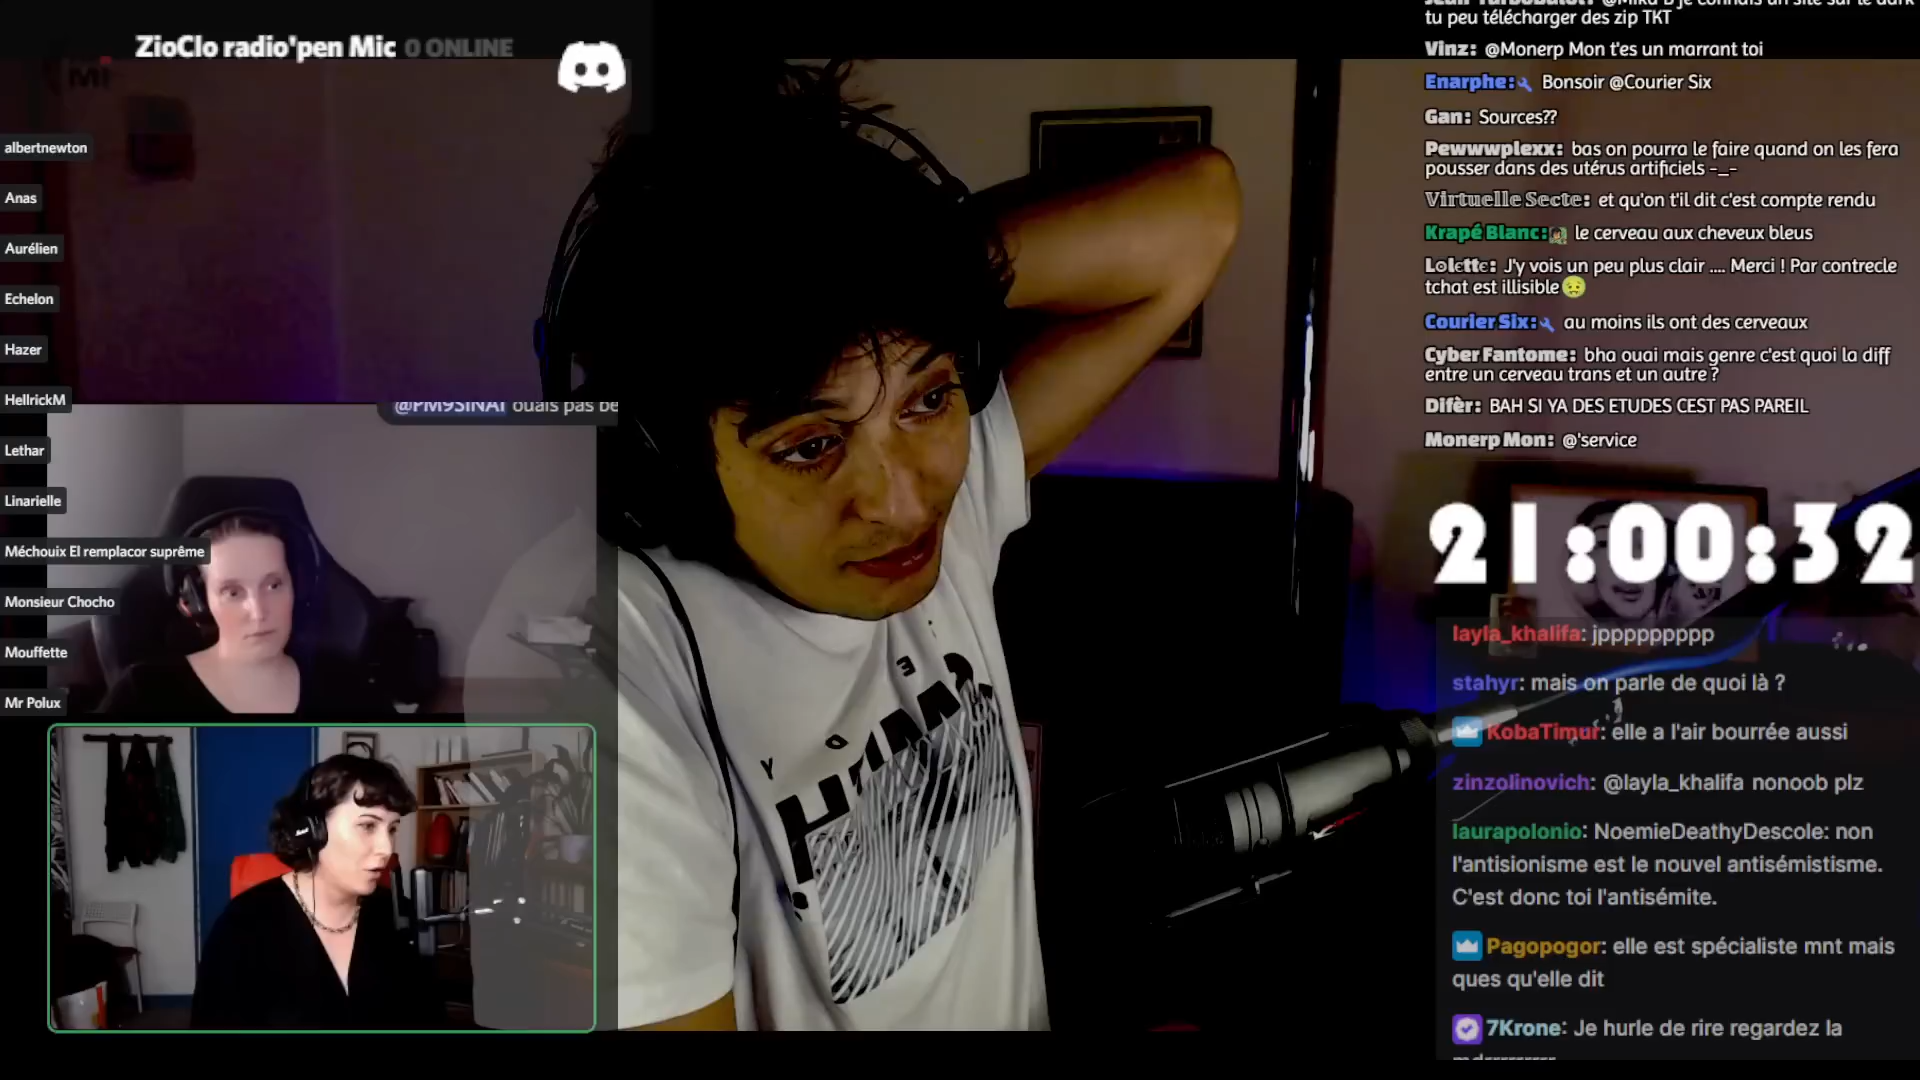 ZioClo radio'pen Mic 0 ONLINE
albertnewton
Anas
Aurélien
Echelon
Hazer
HellrickM
Lethar
Linarielle
Méchouix El remplacor suprême
Monsieur Chocho
Mouffette
Mr Polux
@PM9SINAI ouais pas be
tu peu télécharger des zip TKT
Vinz: @Monerp Mon t'es un marrant toi
Enarphe: Bonsoir @Courier Six
Gan: Sources??
Pewwwplexx: bas on pourra le faire quand on les fera
pousser dans des utérus artificiels -_-
Virtuelle Secte: et qu'on t'il dit c'est compte rendu
Krapé Blanc: le cerveau aux cheveux bleus
Lolette: J'y vois un peu plus clair .... Merci ! Par contrecle
tchat est illisible🤢
Courier Six: au moins ils ont des cerveaux
Cyber Fantome: bha ouai mais genre c'est quoi la diff
entre un cerveau trans et un autre ?
Difèr: BAH SI YA DES ETUDES CEST PAS PAREIL
Monerp Mon: @'service
21:00:32
layla_khalifa: jppppppppp
stahyr: mais on parle de quoi là ?
KobaTimur: elle a l'air bourrée aussi
zinzolinovich: @layla_khalifa nonoob plz
laurapolonio: NoemieDeathyDescole: non
l'antisionisme est le nouvel antisémistisme.
C'est donc toi l'antisémite.
Pagopogor: elle est spécialiste mnt mais
ques qu'elle dit
7Krone: Je hurle de rire regardez la